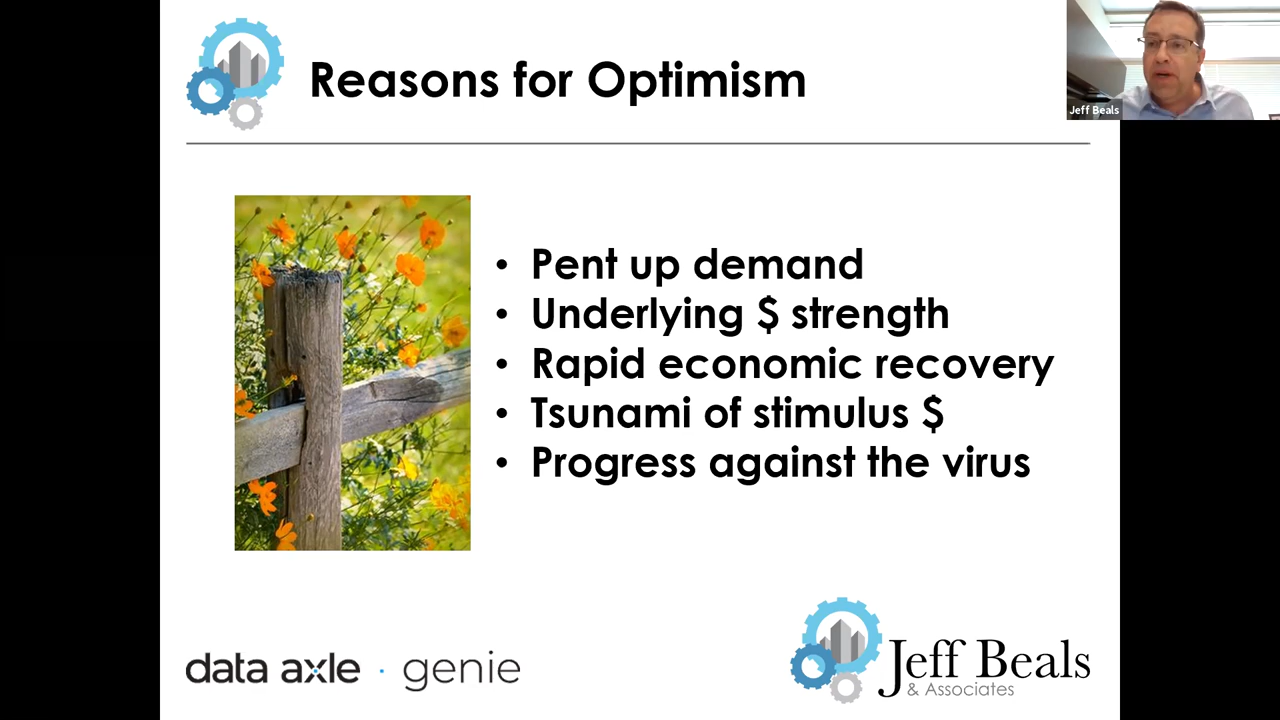 Reasons for Optimism
Jeff Beals
• Pent up demand
• Underlying $ strength
• Rapid economic recovery
• Tsunami of stimulus $
• Progress against the virus
data axle · genie
Jeff Beals
& Associates